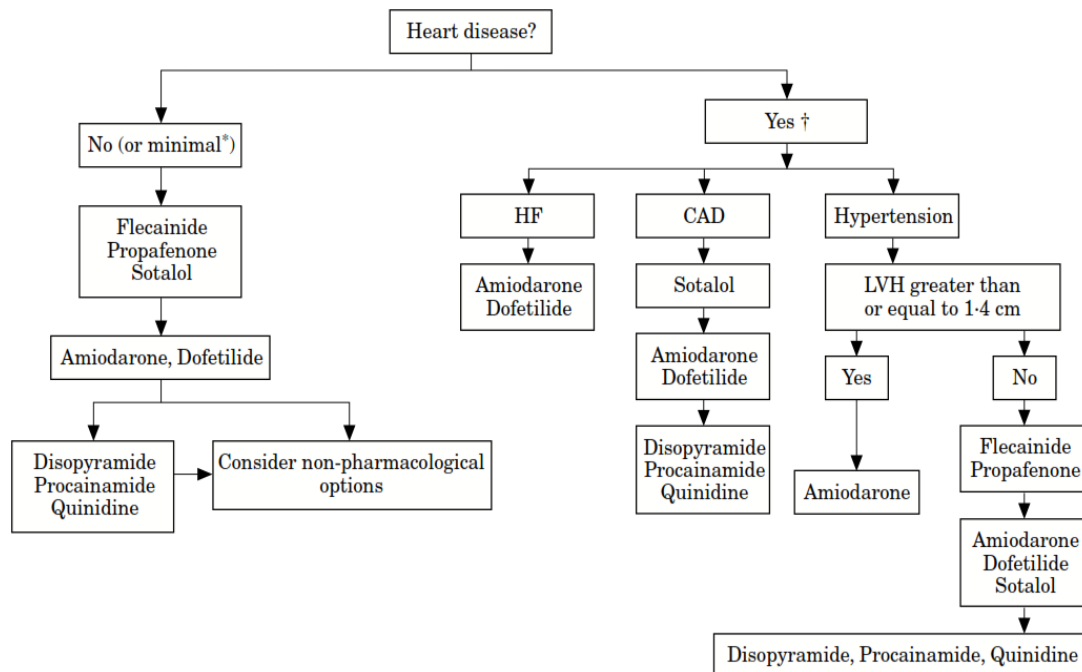 Heart disease?
No (or minimal*)
Yes †
Flecainide
Propafenone
Sotalol
HF
CAD
Hypertension
Amiodarone
Dofetilide
Sotalol
LVH greater than
or equal to 1·4 cm
Amiodarone, Dofetilide
Amiodarone
Dofetilide
Yes
No
Disopyramide
Procainamide
Quinidine
Consider non-pharmacological
options
Disopyramide
Procainamide
Quinidine
Amiodarone
Flecainide
Propafenone
Amiodarone
Dofetilide
Sotalol
Disopyramide, Procainamide, Quinidine